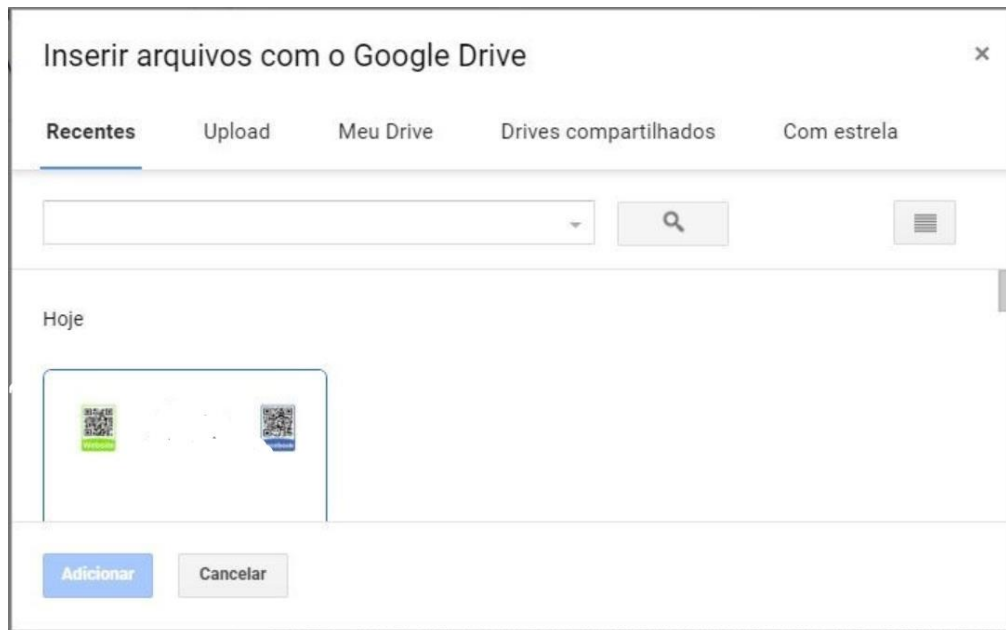 Inserir arquivos com o Google Drive
Recentes Upload Meu Drive Drives compartilhados Com estrela
Hoje
Adicionar Cancelar